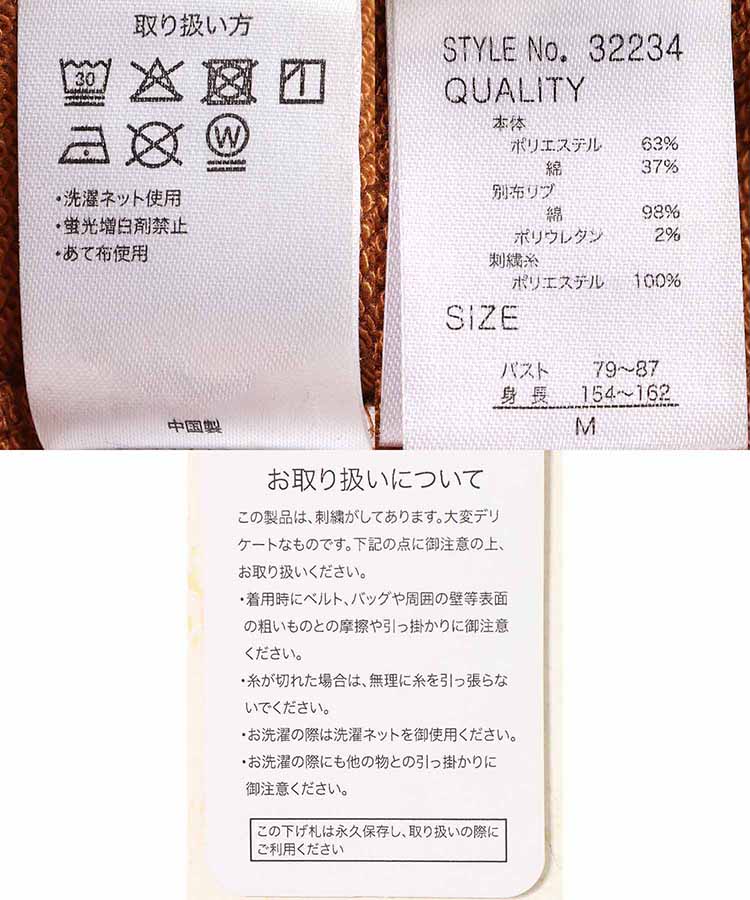 取り扱い方
30
W
・洗濯ネット使用
・蛍光増白剤禁止
・あて布使用
中国製
STYLE No. 32234
QUALITY
本体
ポリエステル 63%
綿 37%
別布リブ
綿 98%
ポリウレタン 2%
刺繍糸
ポリエステル 100%
SIZE
バスト 79〜87
身長 154〜162
M
お取り扱いについて
この製品は、刺繍がしてあります。大変デリ
ケートなものです。下記の点に御注意の上、
お取り扱いください。
・着用時にベルト、バッグや周囲の壁等表面
の粗いものとの摩擦や引っ掛かりに御注意
ください。
・糸が切れた場合は、無理に糸を引っ張らな
いでください。
・お洗濯の際は洗濯ネットを御使用ください。
・お洗濯の際にも他の物との引っ掛かりに
御注意ください。
この下げ札は永久保存し、取り扱いの際に
ご利用ください